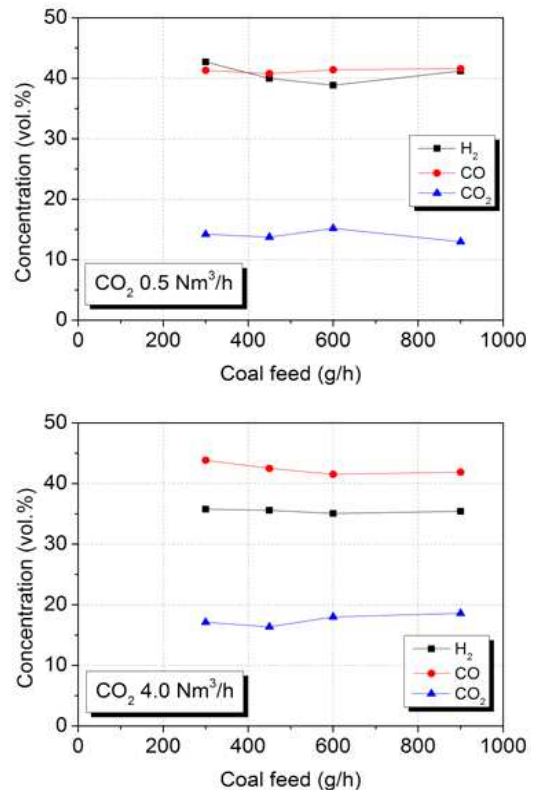 50
40
30
20
10
0
Concentration (vol.%)
H₂
CO
CO₂
CO₂ 0.5 Nm³/h
0 200 400 600 800 1000
Coal feed (g/h)
50
40
30
20
10
0
Concentration (vol.%)
H₂
CO
CO₂
CO₂ 4.0 Nm³/h
0 200 400 600 800 1000
Coal feed (g/h)